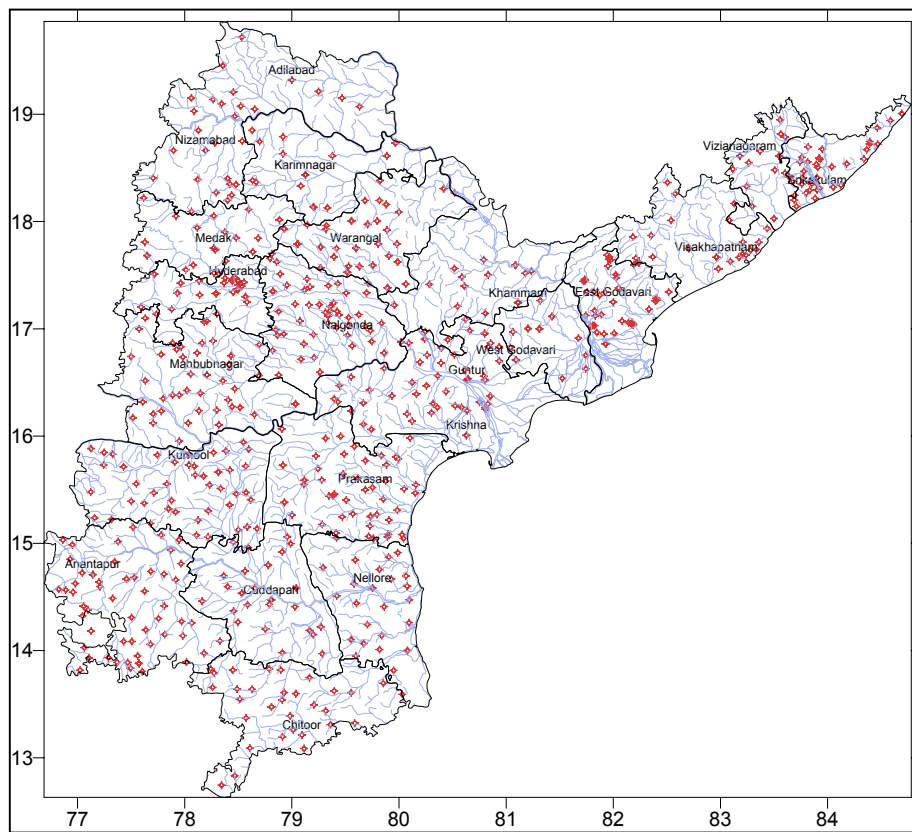 Adilabad
19
Nizamabad
Vizianagaram
Karimnagar
Srikakulam
18
Medak
Warangal
Visakhapatnam
Hyderabad
Khammam
East Godavari
17
Nalgonda
West Godavari
Mahbubnagar
Guntur
Krishna
16
Kurnool
Prakasam
15
Anantapur
Nellore
Cuddapah
14
Chitoor
13
77 78 79 80 81 82 83 84